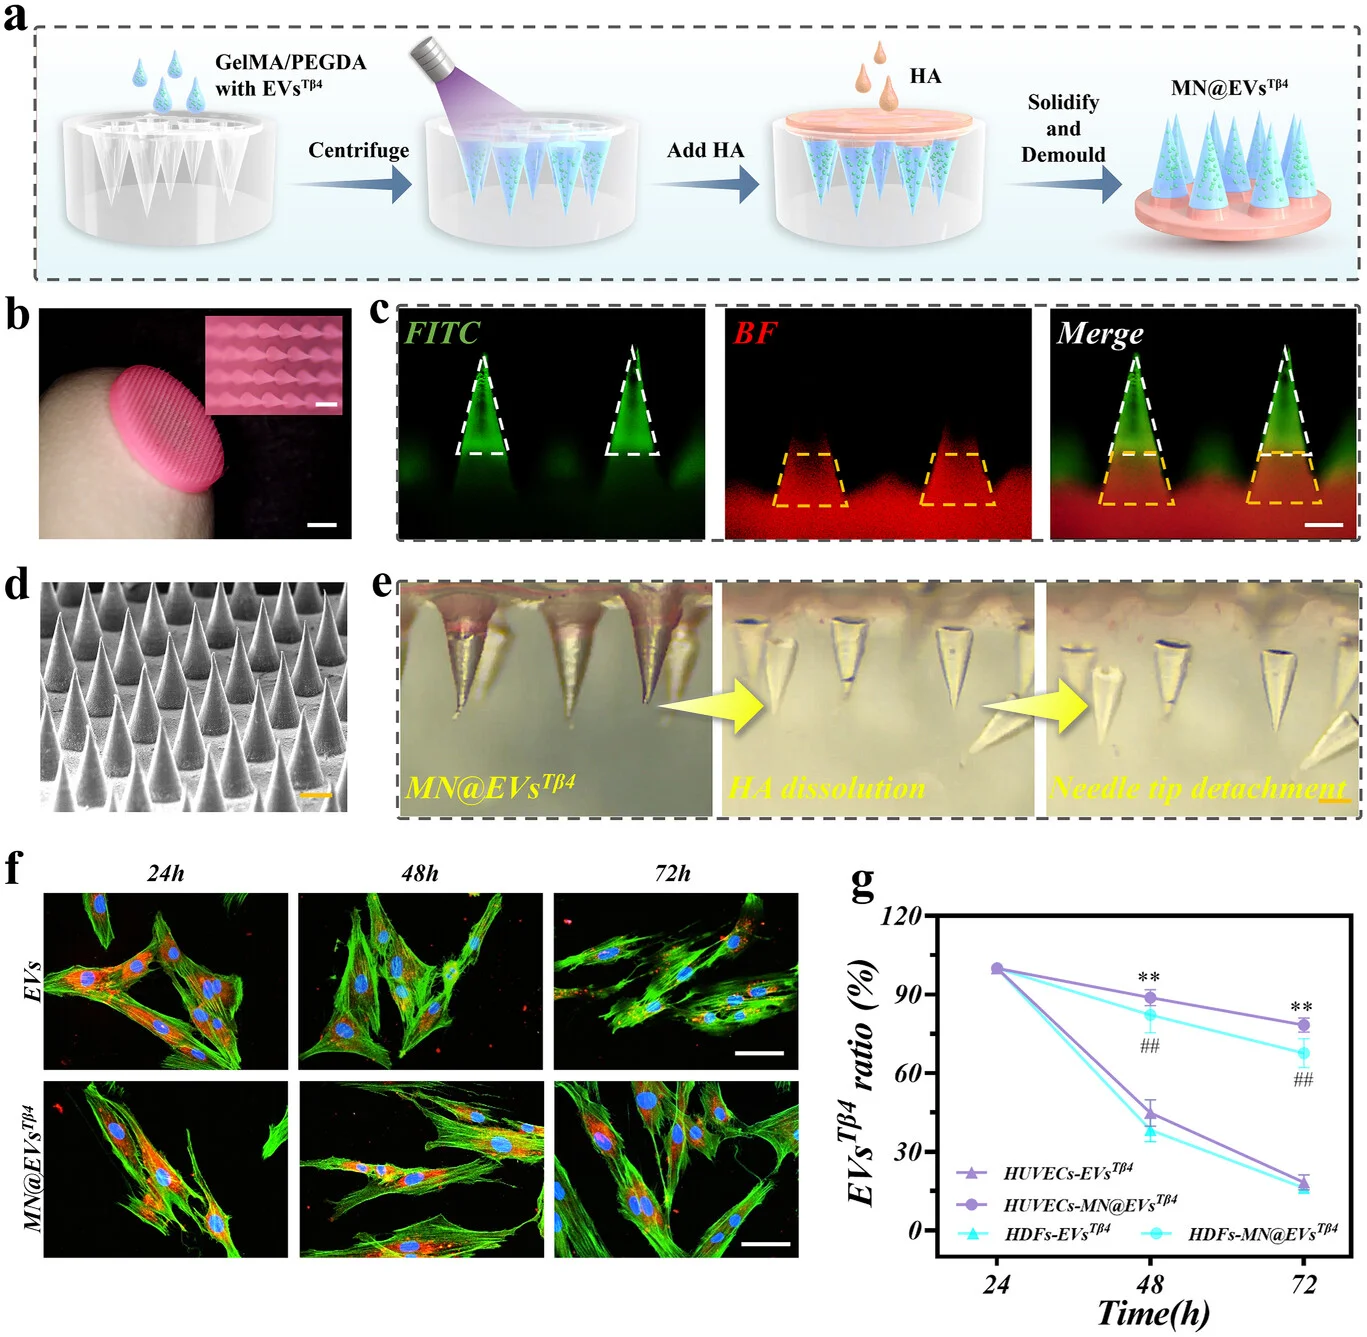 a
GelMA/PEGDA
with EVsTβ4
Centrifuge
Add HA
HA
Solidify
and
Demould
MN@EVsTβ4
b
c
FITC
BF
Merge
d
e
MN@EVsTβ4
HA dissolution
Needle tip detachment
f
24h
48h
72h
EVs
MN@EVsTβ4
g
EVsTβ4 ratio (%)
120
90
60
30
0
**
##
**
##
HUVECs-EVsTβ4
HUVECs-MN@EVsTβ4
HDFs-EVsTβ4
HDFs-MN@EVsTβ4
24
48
72
Time(h)